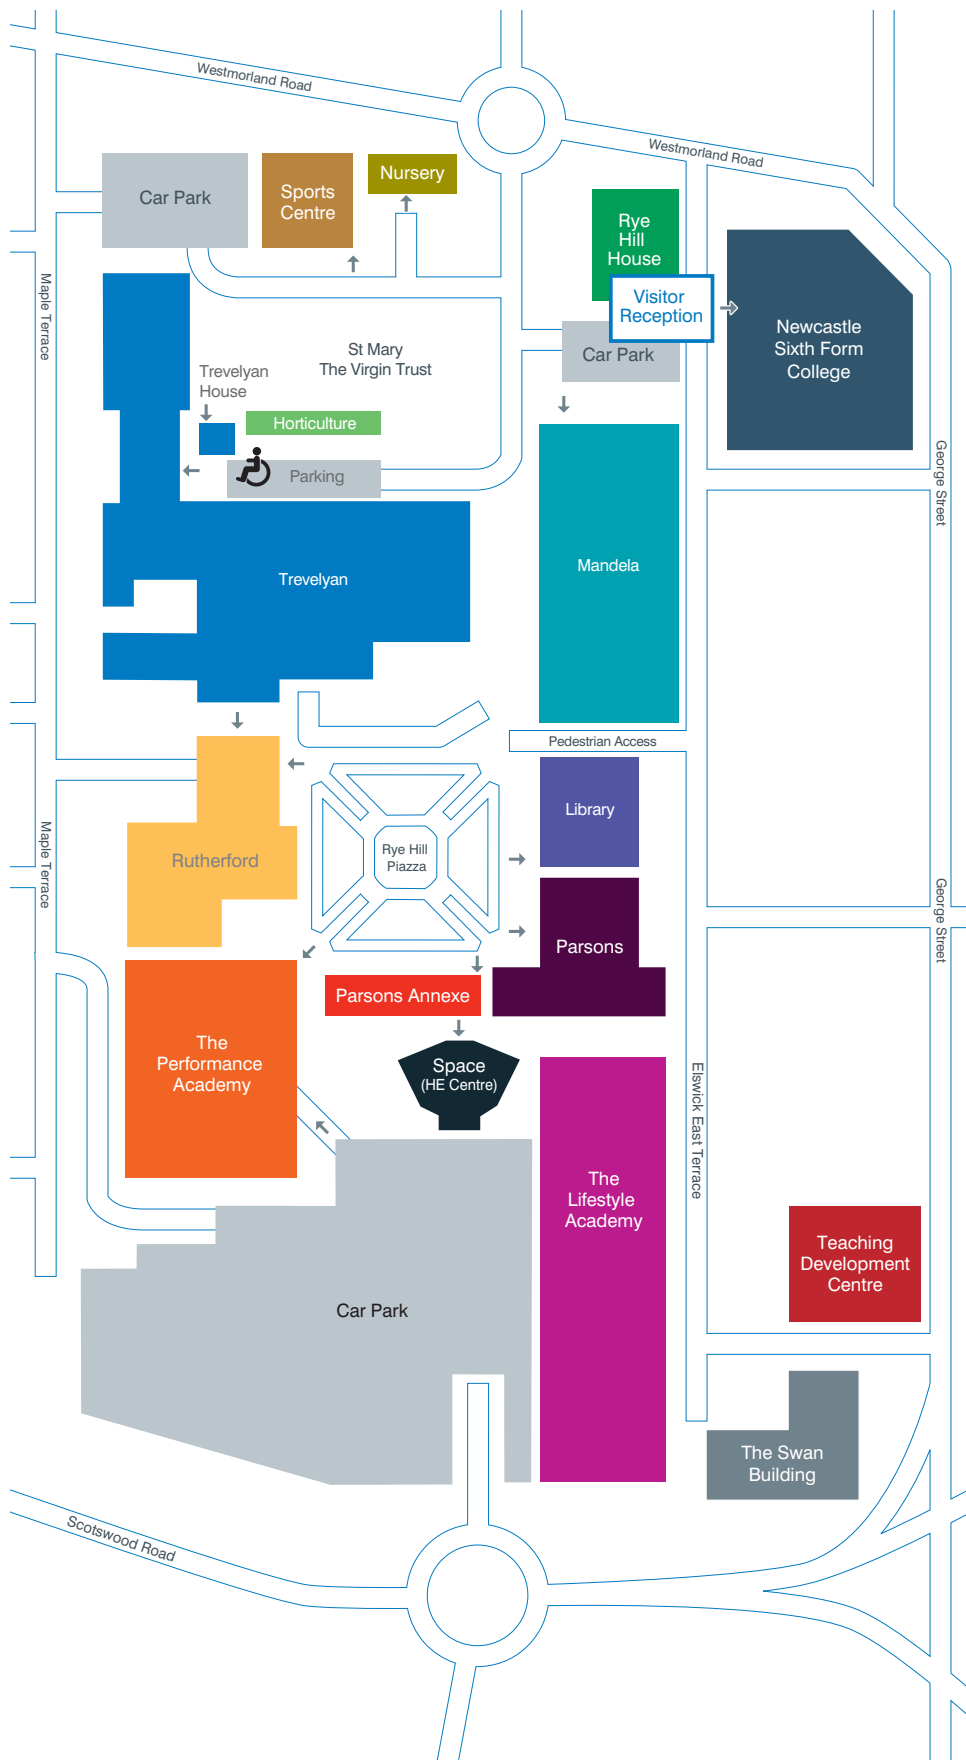 Westmorland Road
Westmorland Road
Car Park
Sports
Centre
Nursery
Rye
Hill
House
Visitor
Reception
Newcastle
Sixth Form
College
Maple Terrace
St Mary
The Virgin Trust
Car Park
Trevelyan
House
Horticulture
Parking
George Street
Trevelyan
Mandela
Pedestrian Access
Library
Rye Hill
Piazza
Rutherford
Maple Terrace
George Street
Parsons
Parsons Annexe
The
Performance
Academy
Space
(HE Centre)
Elswick East Terrace
The
Lifestyle
Academy
Teaching
Development
Centre
Car Park
The Swan
Building
Scotswood Road